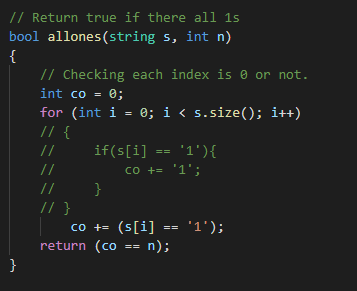 // Return true if there all 1s
bool allones(string s, int n)
{
    // Checking each index is 0 or not.
    int co = 0;
    for (int i = 0; i < s.size(); i++)
    // {
    //     if(s[i] == '1'){
    //         co += '1';
    //     }
    // }
        co += (s[i] == '1');
    return (co == n);
}